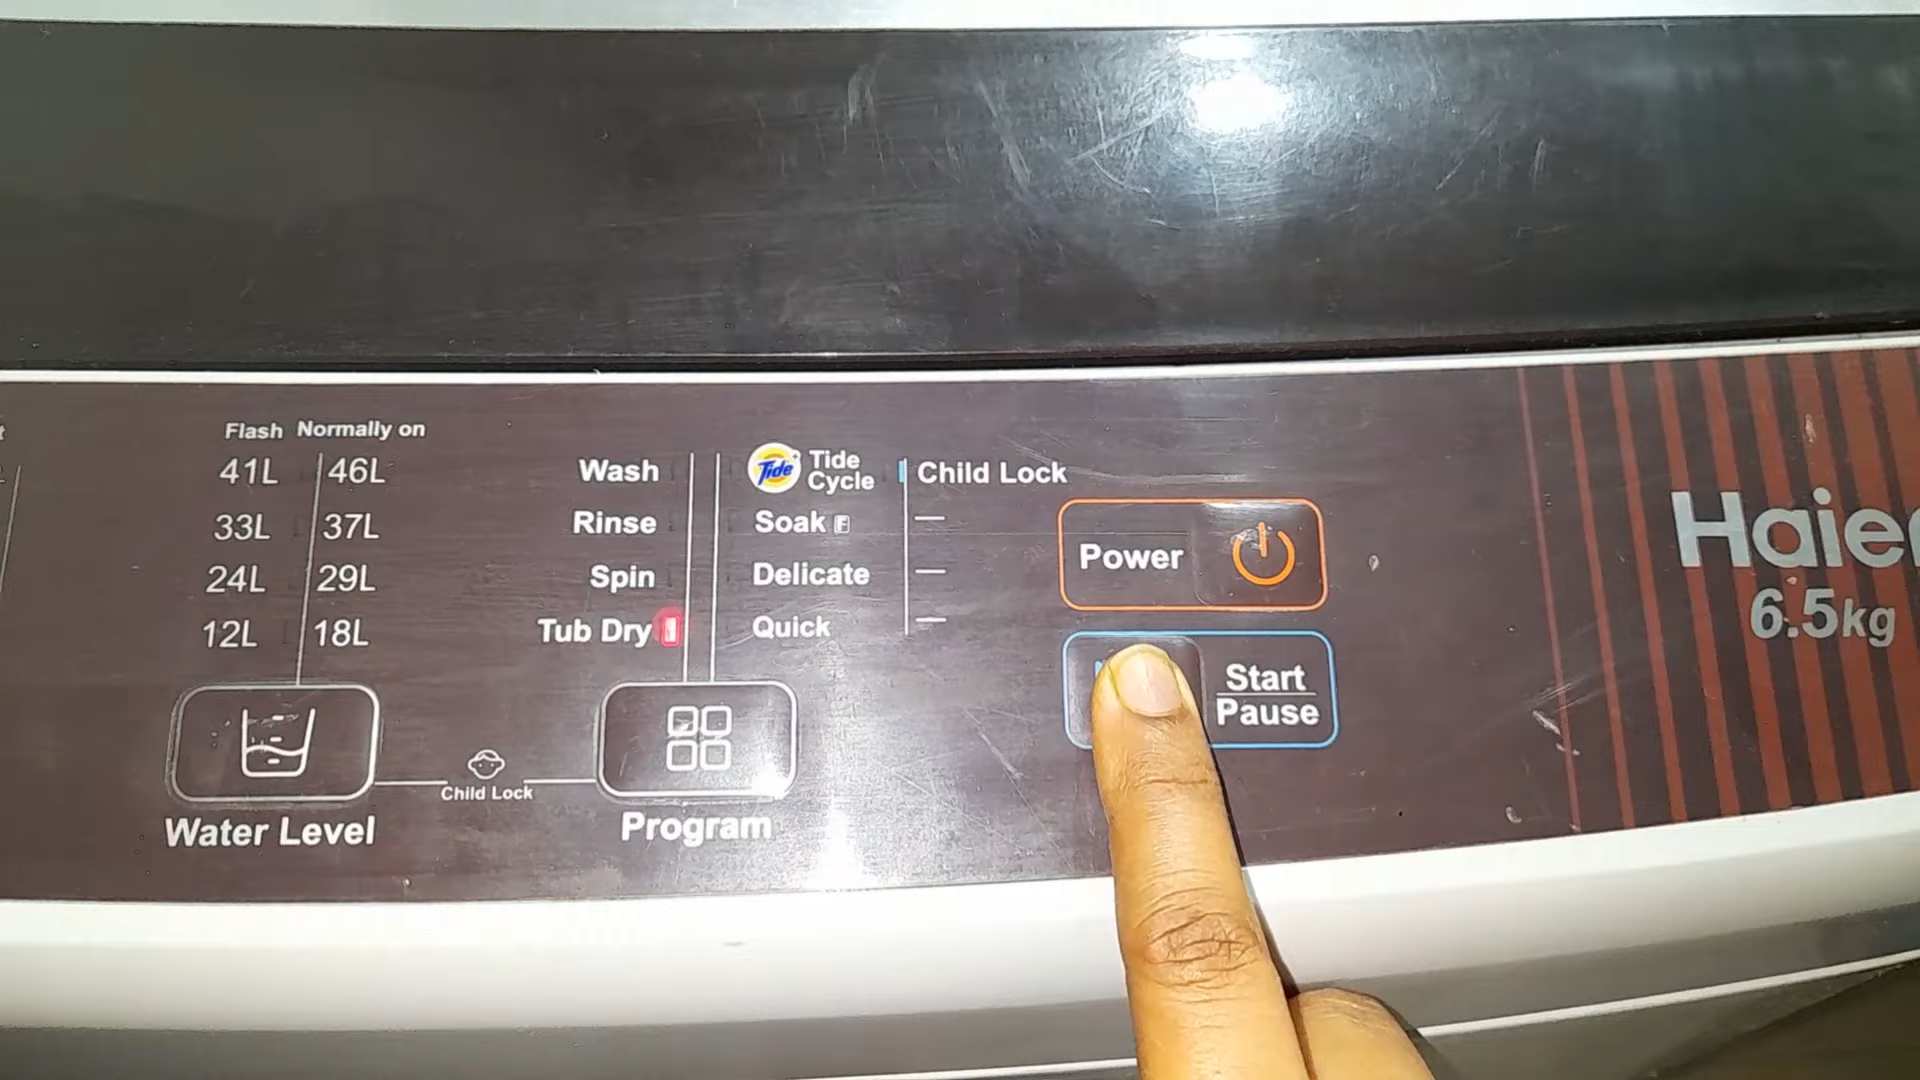 Flash Normally on
41L 46L
33L 37L
24L 29L
12L 18L
Water Level
Child Lock
Wash
Rinse
Spin
Tub Dry
Program
Tide Tide Cycle
Soak F
Delicate
Quick
Child Lock
Power
Start
Pause
Haier
6.5kg